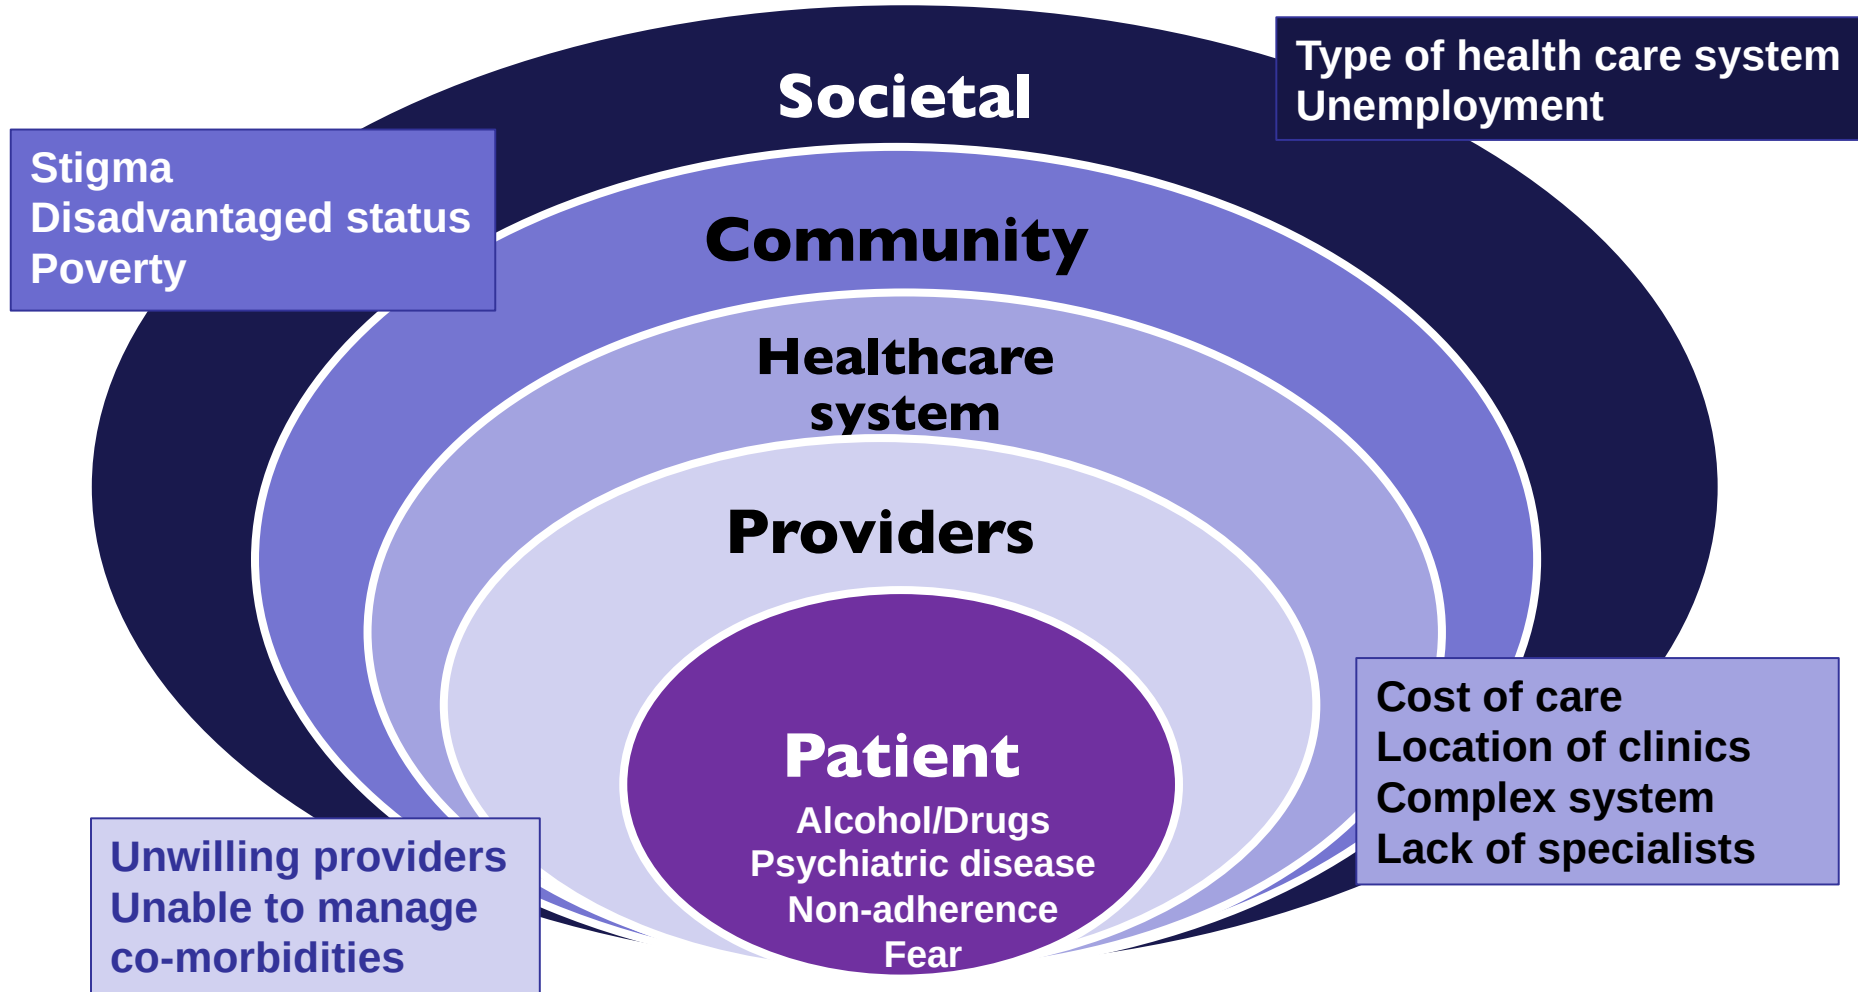 Societal
Type of health care system
Unemployment
Stigma
Disadvantaged status
Poverty
Community
Healthcare
system
Providers
Patient
Alcohol/Drugs
Psychiatric disease
Non-adherence
Fear
Cost of care
Location of clinics
Complex system
Lack of specialists
Unwilling providers
Unable to manage
co-morbidities